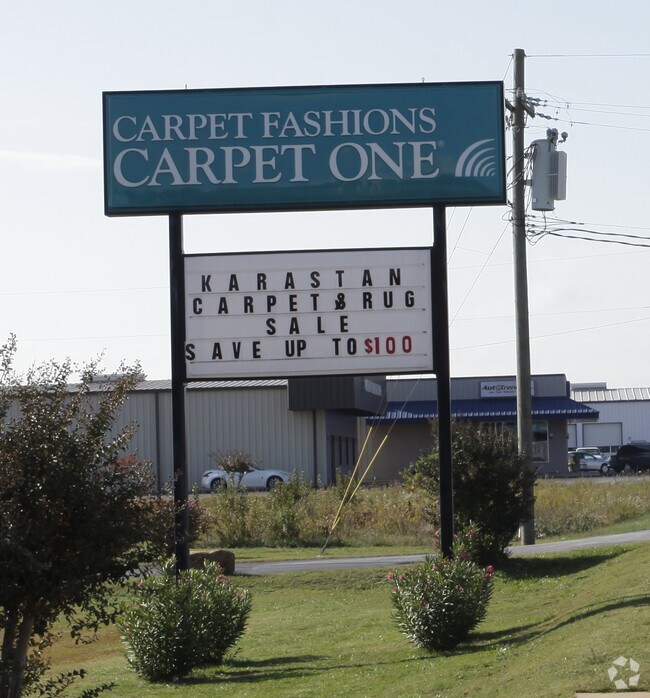 CARPET FASHIONS
CARPET ONE
KARASTAN
CARPET & RUG
SALE
SAVE UP TO $100